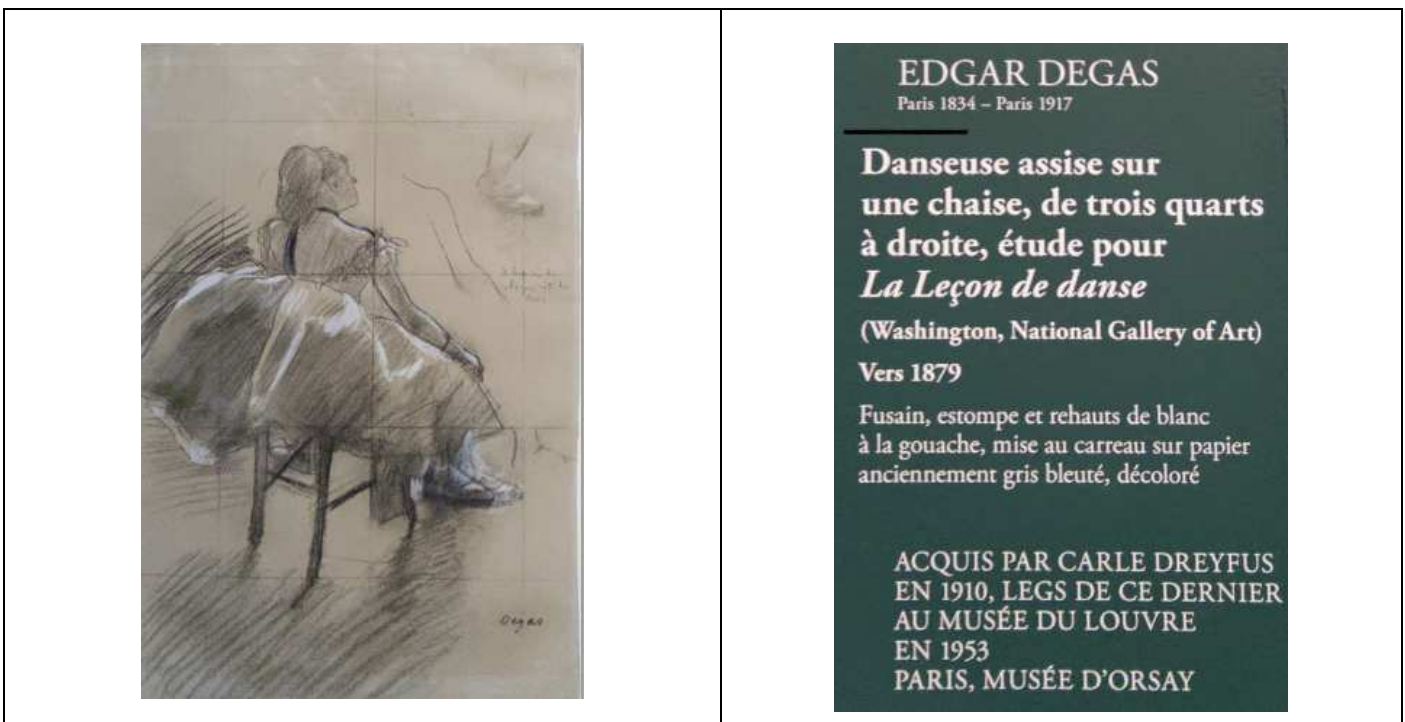 Degas
EDGAR DEGAS
Paris 1834 – Paris 1917
Danseuse assise sur
une chaise, de trois quarts
à droite, étude pour
La Leçon de danse
(Washington, National Gallery of Art)
Vers 1879
Fusain, estompe et rehauts de blanc
à la gouache, mise au carreau sur papier
anciennement gris bleuté, décoloré
ACQUIS PAR CARLE DREYFUS
EN 1910, LEGS DE CE DERNIER
AU MUSÉE DU LOUVRE
EN 1953
PARIS, MUSÉE D'ORSAY